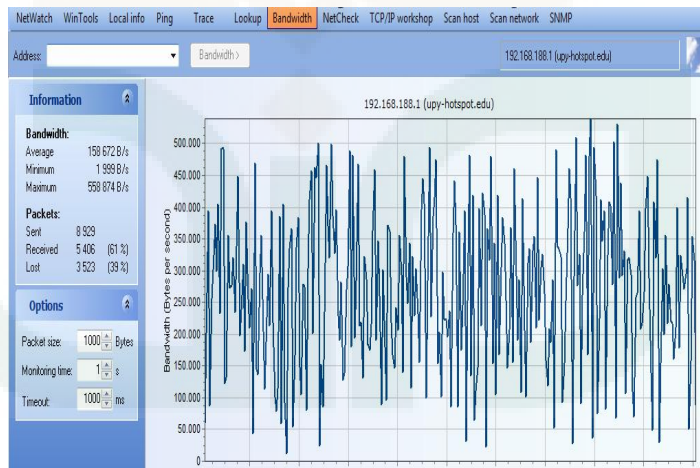 NetWatch WinTools Local info Ping Trace Lookup Bandwidth NetCheck TCP/IP workshop Scan host Scan network SNMP
Address: Bandwidth > 192.168.188.1 (upy-hotspot.edu)
Information
Bandwidth:
Average 158 672 B/s
Minimum 1 999 B/s
Maximum 558 874 B/s
Packets:
Sent 8 929
Received 5 406 (61 %)
Lost 3 523 (39 %)
Options
Packet size: 1000 Bytes
Monitoring time: 1 s
Timeout: 1000 ms
192.168.188.1 (upy-hotspot.edu)
Bandwidth (Bytes per second)
500.000
450.000
400.000
350.000
300.000
250.000
200.000
150.000
100.000
50.000
0